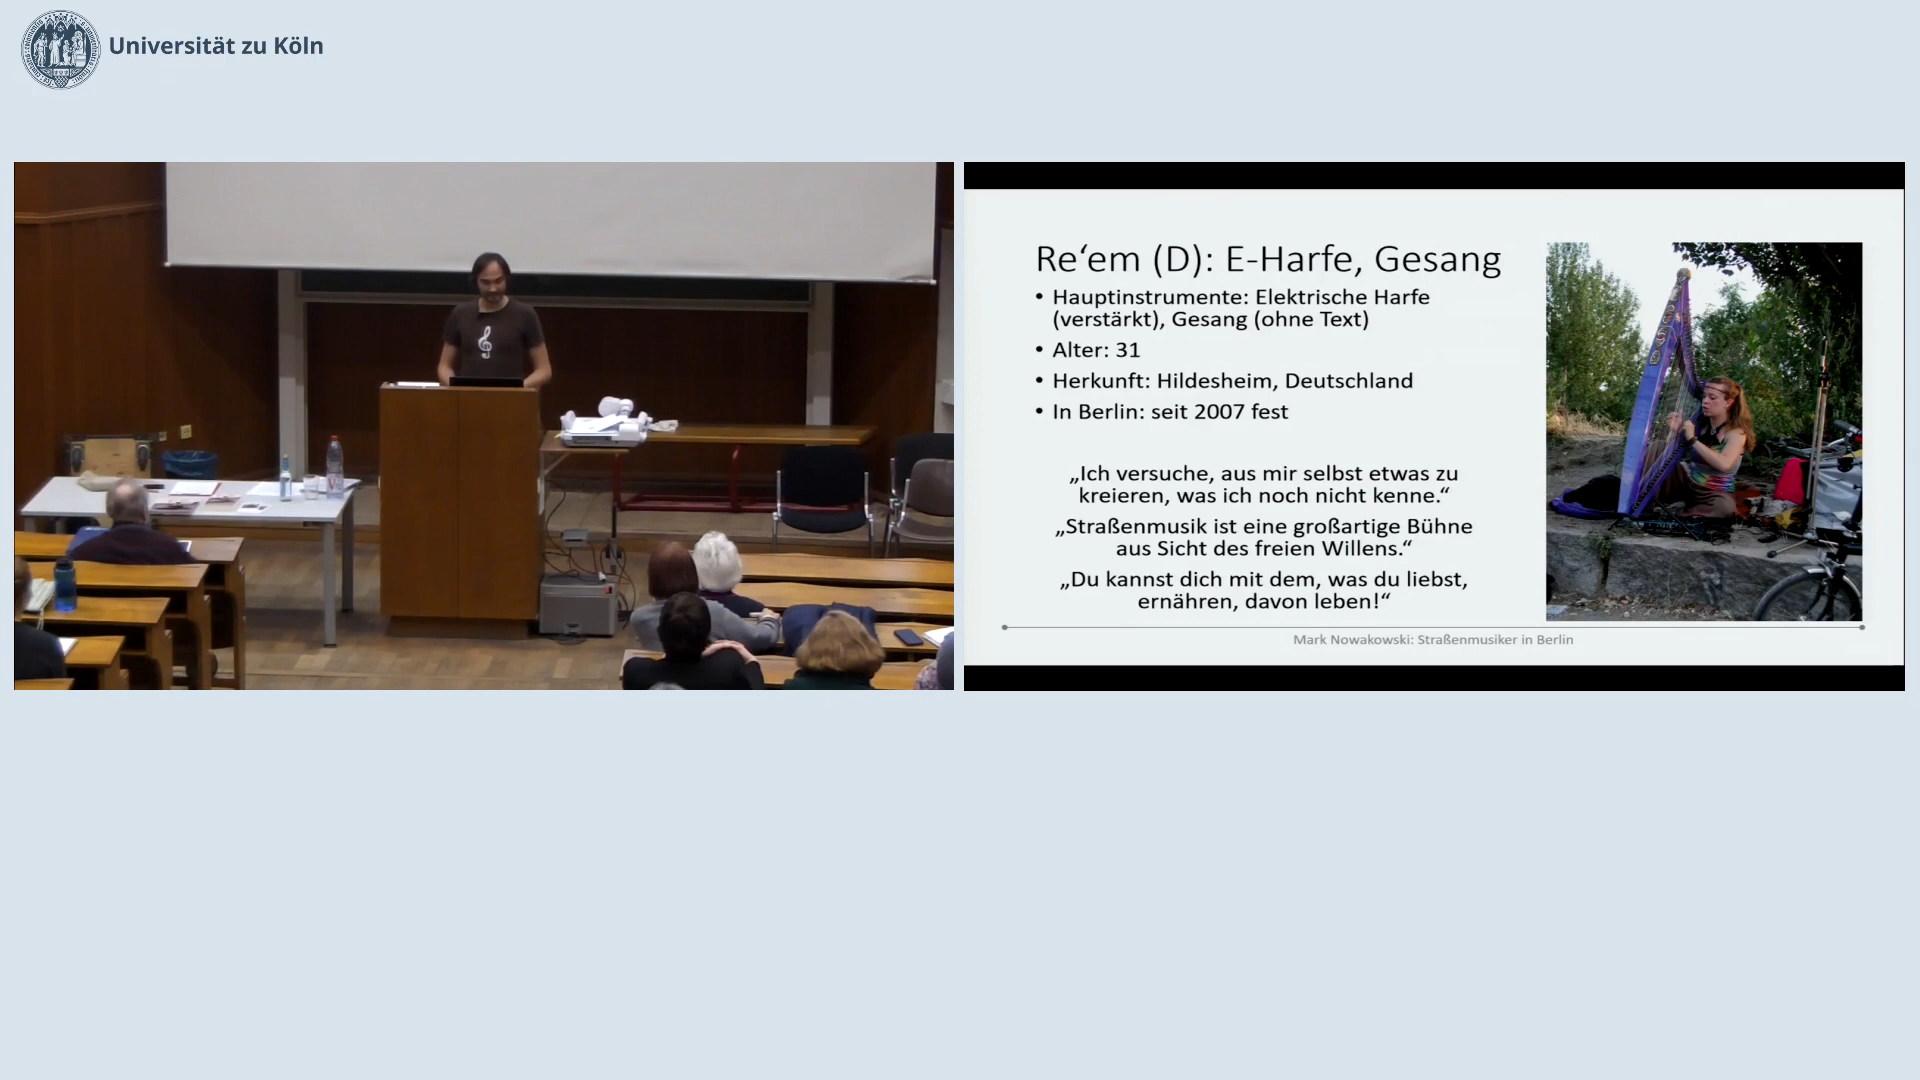 Universität zu Köln
Re‘em (D): E-Harfe, Gesang
• Hauptinstrumente: Elektrische Harfe
(verstärkt), Gesang (ohne Text)
• Alter: 31
• Herkunft: Hildesheim, Deutschland
• In Berlin: seit 2007 fest
„Ich versuche, aus mir selbst etwas zu
kreieren, was ich noch nicht kenne.“
„Straßenmusik ist eine großartige Bühne
aus Sicht des freien Willens.“
„Du kannst dich mit dem, was du liebst,
ernähren, davon leben!“
Mark Nowakowski: Straßenmusiker in Berlin